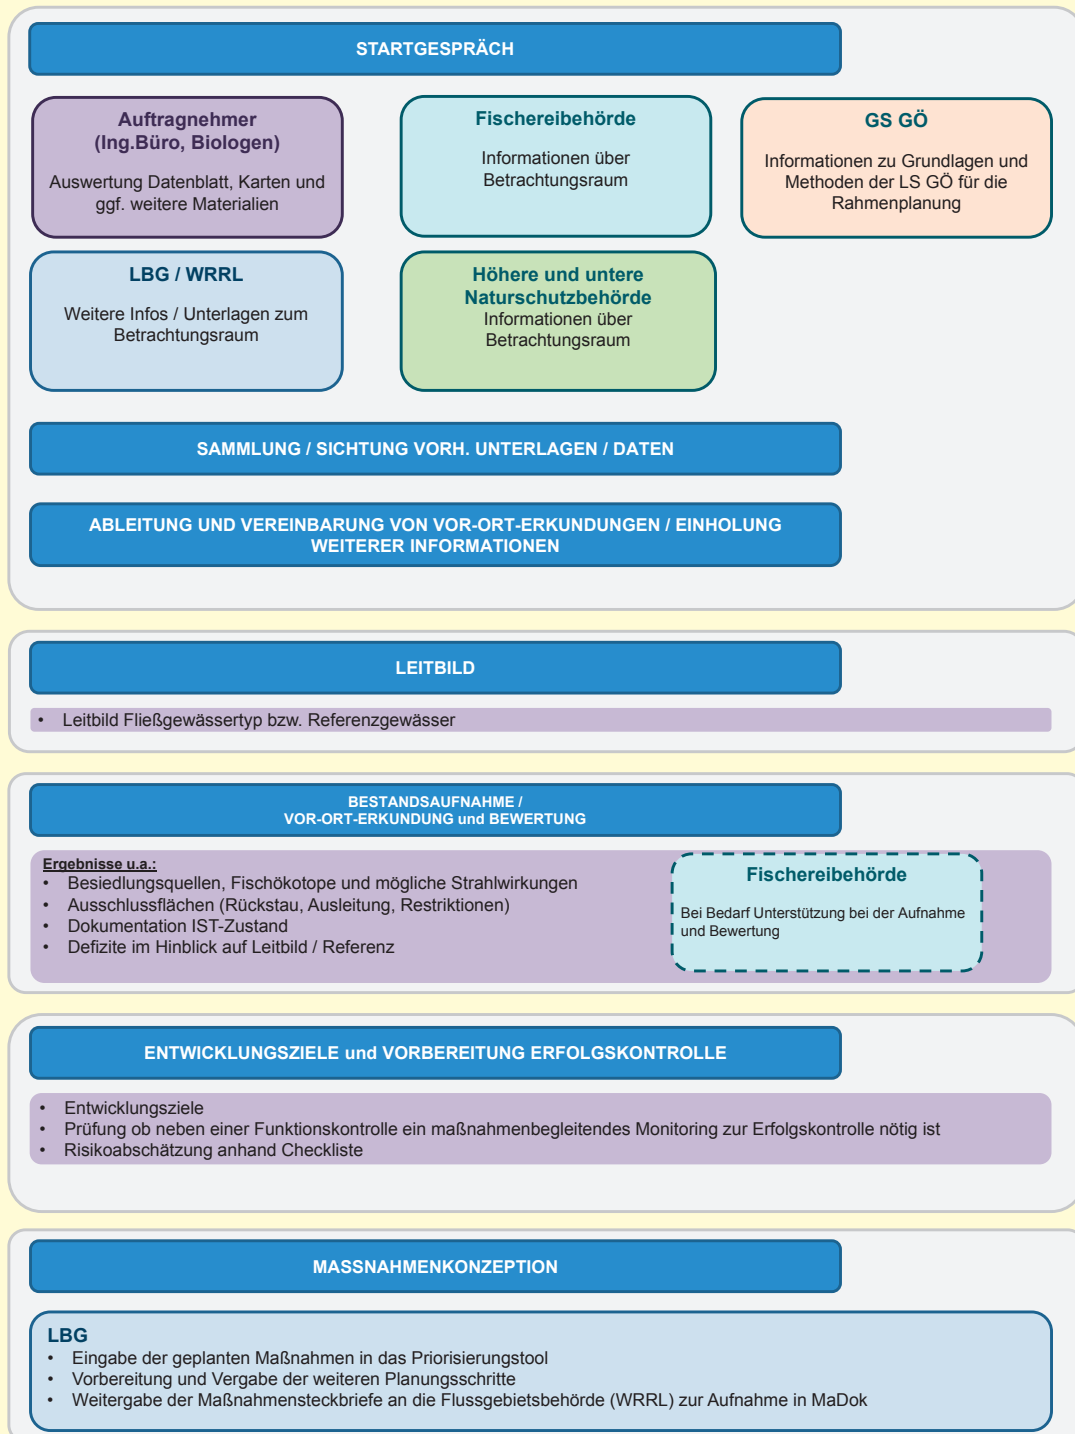 STARTGESPRÄCH
Auftragnehmer
(Ing.Büro, Biologen)
Auswertung Datenblatt, Karten und
ggf. weitere Materialien
Fischereibehörde
Informationen über
Betrachtungsraum
GS GÖ
Informationen zu Grundlagen und
Methoden der LS GÖ für die
Rahmenplanung
LBG / WRRL
Weitere Infos / Unterlagen zum
Betrachtungsraum
Höhere und untere
Naturschutzbehörde
Informationen über
Betrachtungsraum
SAMMLUNG / SICHTUNG VORH. UNTERLAGEN / DATEN
ABLEITUNG UND VEREINBARUNG VON VOR-ORT-ERKUNDUNGEN / EINHOLUNG
WEITERER INFORMATIONEN
LEITBILD
• Leitbild Fließgewässertyp bzw. Referenzgewässer
BESTANDSAUFNAHME /
VOR-ORT-ERKUNDUNG und BEWERTUNG
Ergebnisse u.a.:
• Besiedlungsquellen, Fischökotope und mögliche Strahlwirkungen
• Ausschlussflächen (Rückstau, Ausleitung, Restriktionen)
• Dokumentation IST-Zustand
• Defizite im Hinblick auf Leitbild / Referenz
Fischereibehörde
Bei Bedarf Unterstützung bei der Aufnahme
und Bewertung
ENTWICKLUNGSZIELE und VORBEREITUNG ERFOLGSKONTROLLE
• Entwicklungsziele
• Prüfung ob neben einer Funktionskontrolle ein maßnahmenbegleitendes Monitoring zur Erfolgskontrolle nötig ist
• Risikoabschätzung anhand Checkliste
MASSNAHMENKONZEPTION
LBG
• Eingabe der geplanten Maßnahmen in das Priorisierungstool
• Vorbereitung und Vergabe der weiteren Planungsschritte
• Weitergabe der Maßnahmensteckbriefe an die Flussgebietsbehörde (WRRL) zur Aufnahme in MaDok